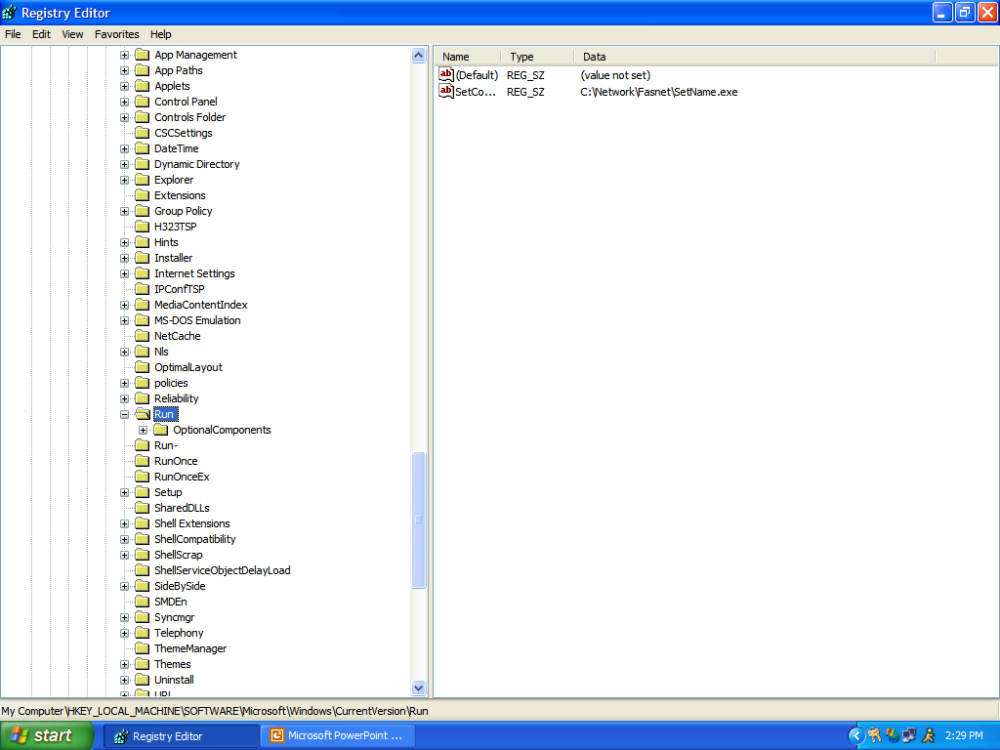 Registry Editor
File Edit View Favorites Help
App Management
App Paths
Applets
Control Panel
Controls Folder
CSCSettings
DateTime
Dynamic Directory
Explorer
Extensions
Group Policy
H323TSP
Hints
Installer
Internet Settings
IPConfTSP
MediaContentIndex
MS-DOS Emulation
NetCache
Nls
OptimalLayout
policies
Reliability
Run
OptionalComponents
Run-
RunOnce
RunOnceEx
Setup
SharedDLLs
Shell Extensions
ShellCompatibility
ShellScrap
ShellServiceObjectDelayLoad
SideBySide
SMDEn
Syncmgr
Telephony
ThemeManager
Themes
Uninstall
URL
Name Type Data
ab (Default) REG_SZ (value not set)
ab SetCo... REG_SZ C:\Network\Fasnet\SetName.exe
My Computer\HKEY_LOCAL_MACHINE\SOFTWARE\Microsoft\Windows\CurrentVersion\Run
start Registry Editor Microsoft PowerPoint ... 2:29 PM